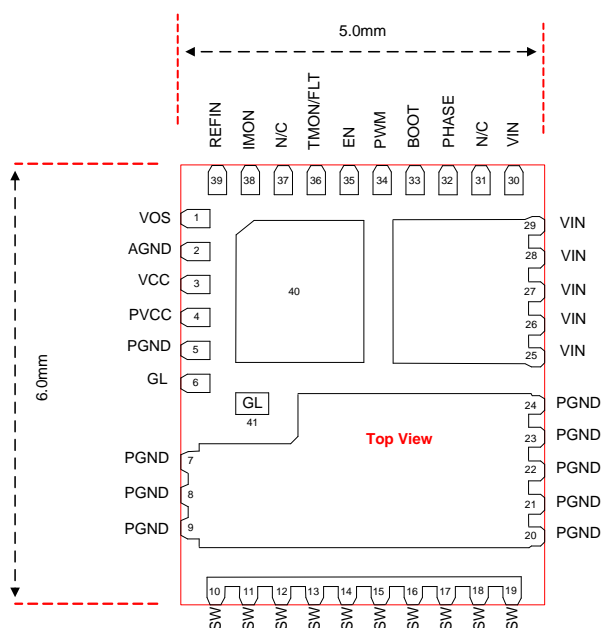 5.0mm
REFIN
IMON
N/C
TMON/FLT
EN
PWM
BOOT
PHASE
N/C
VIN
39
38
37
36
35
34
33
32
31
30
6.0mm
VOS 1
AGND 2
VCC 3
PVCC 4
PGND 5
GL 6
40
29 VIN
28 VIN
27 VIN
26 VIN
25 VIN
GL
41
Top View
PGND 7
PGND 8
PGND 9
24 PGND
23 PGND
22 PGND
21 PGND
20 PGND
10
11
12
13
14
15
16
17
18
19
SW
SW
SW
SW
SW
SW
SW
SW
SW
SW